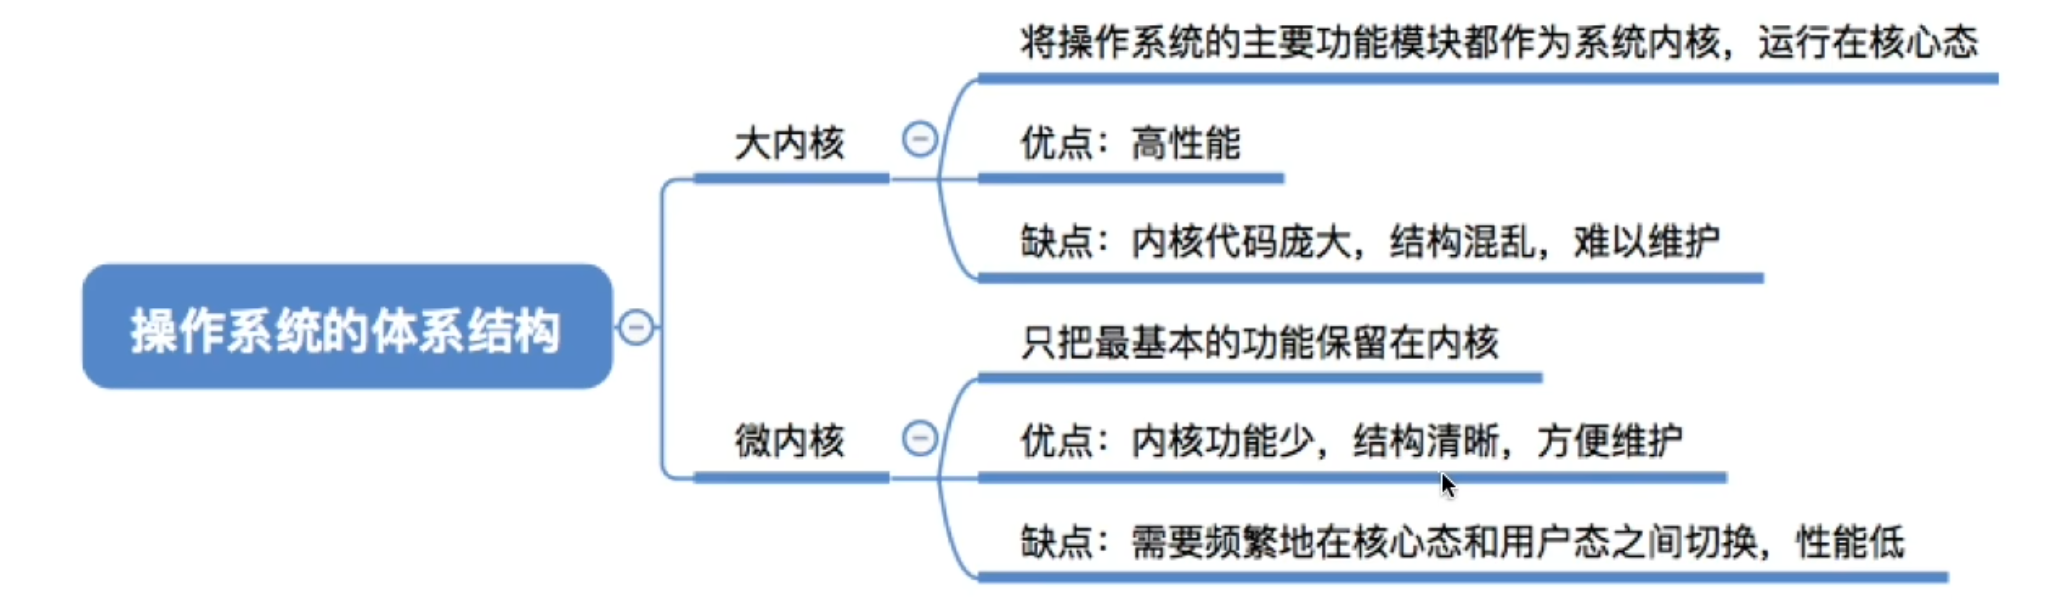 操作系统的体系结构
大内核
将操作系统的主要功能模块都作为系统内核，运行在核心态
优点：高性能
缺点：内核代码庞大，结构混乱，难以维护
微内核
只把最基本的功能保留在内核
优点：内核功能少，结构清晰，方便维护
缺点：需要频繁地在核心态和用户态之间切换，性能低